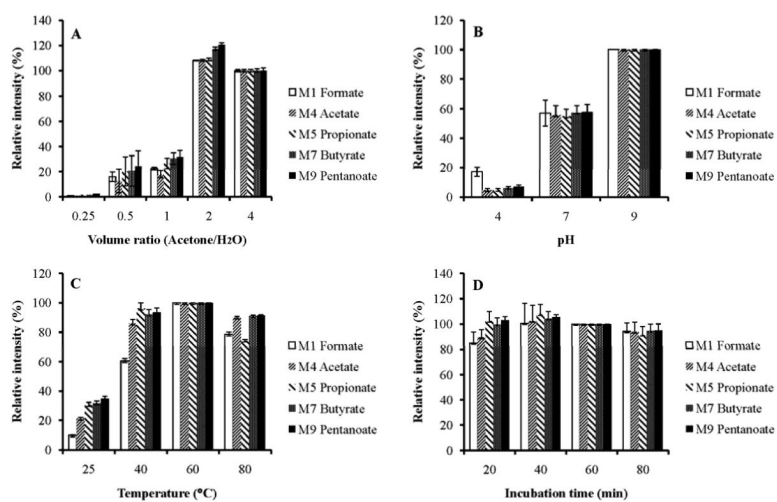 A
Relative intensity (%)
140
120
100
80
60
40
20
0
0.25 0.5 1 2 4
Volume ratio (Acetone/H2O)
M1 Formate
M4 Acetate
M5 Propionate
M7 Butyrate
M9 Pentanoate
B
Relative intensity (%)
120
100
80
60
40
20
0
4 7 9
pH
M1 Formate
M4 Acetate
M5 Propionate
M7 Butyrate
M9 Pentanoate
C
Relative intensity (%)
120
100
80
60
40
20
0
25 40 60 80
Temperature (°C)
M1 Formate
M4 Acetate
M5 Propionate
M7 Butyrate
M9 Pentanoate
D
Relative intensity (%)
140
120
100
80
60
40
20
0
20 40 60 80
Incubation time (min)
M1 Formate
M4 Acetate
M5 Propionate
M7 Butyrate
M9 Pentanoate